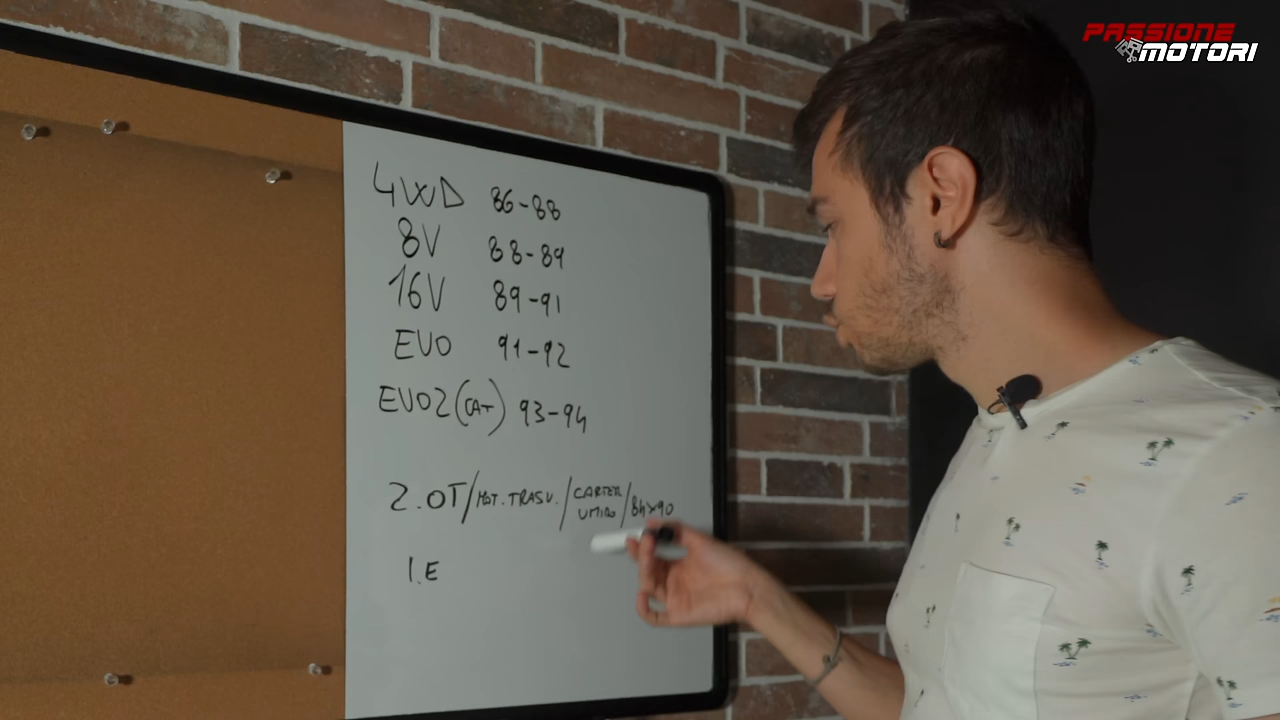 PASSIONE
MOTORI
4WD 86-88
8V 88-89
16V 89-91
EVO 91-92
EVO2 (CAT) 93-94
2.0T/MOT.TRASV./CARTER UMIDO/84x90
I.E